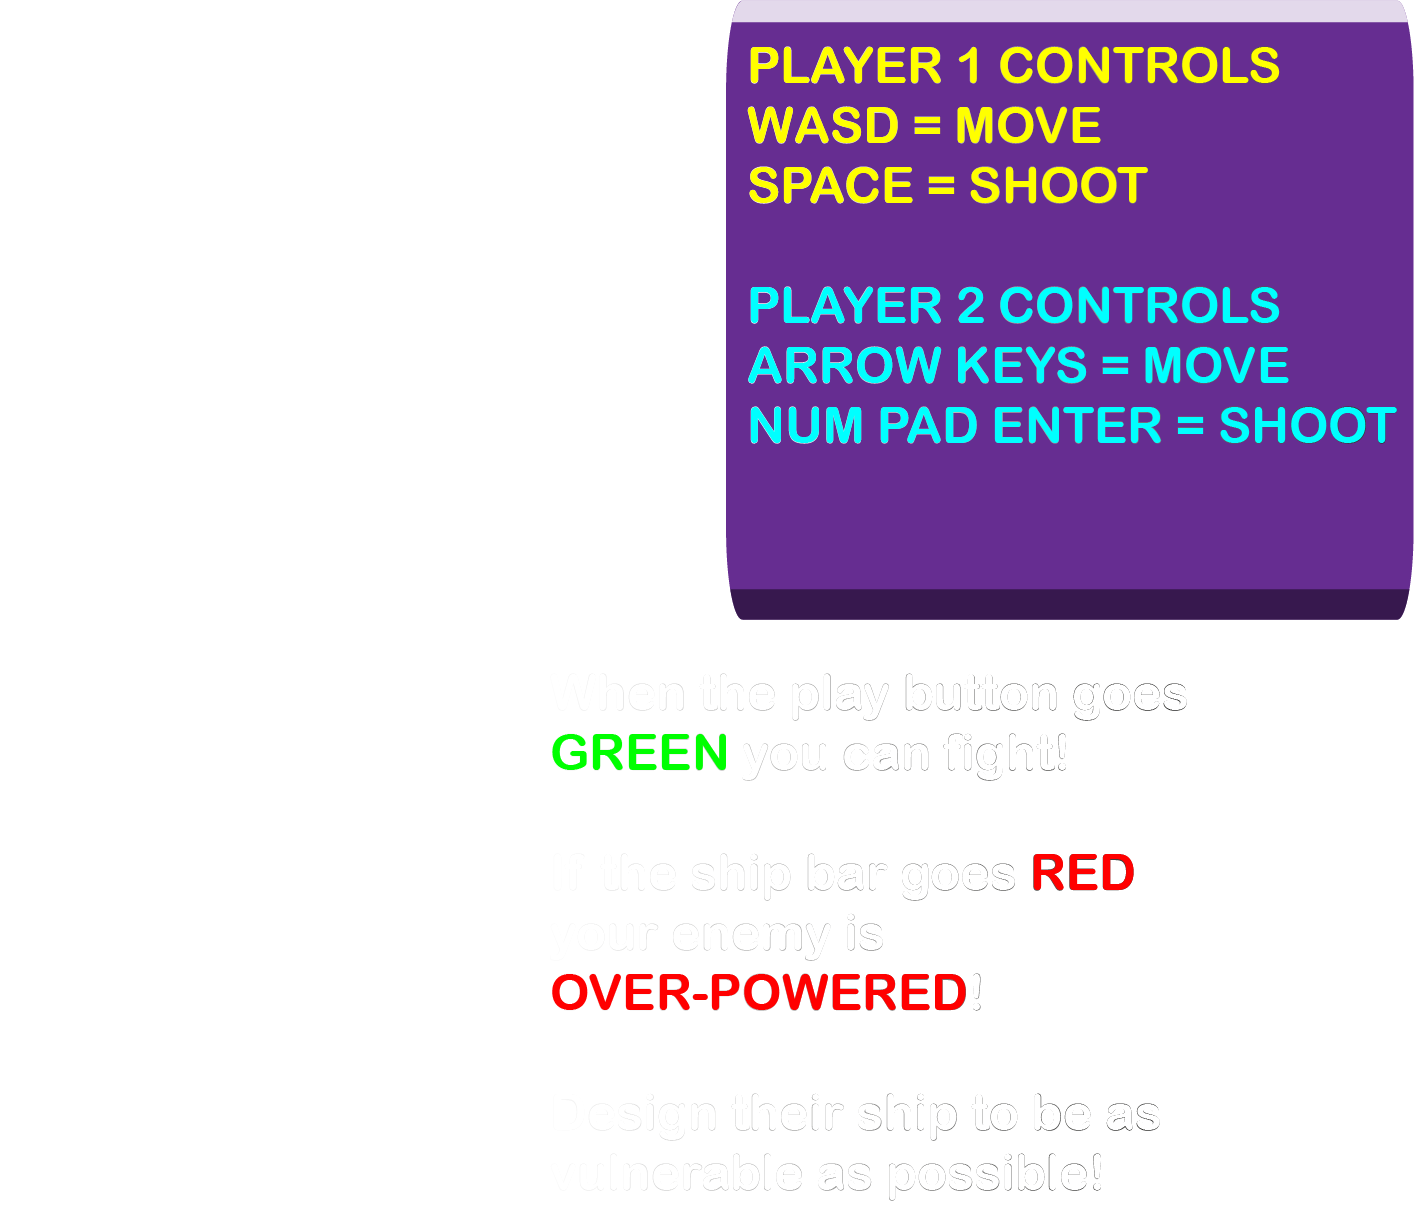 PLAYER 1 CONTROLS
WASD = MOVE
SPACE = SHOOT
PLAYER 2 CONTROLS
ARROW KEYS = MOVE
NUM PAD ENTER = SHOOT
When the play button goes
GREEN you can fight!
If the ship bar goes RED
your enemy is
OVER-POWERED!
Design their ship to be as
vulnerable as possible!